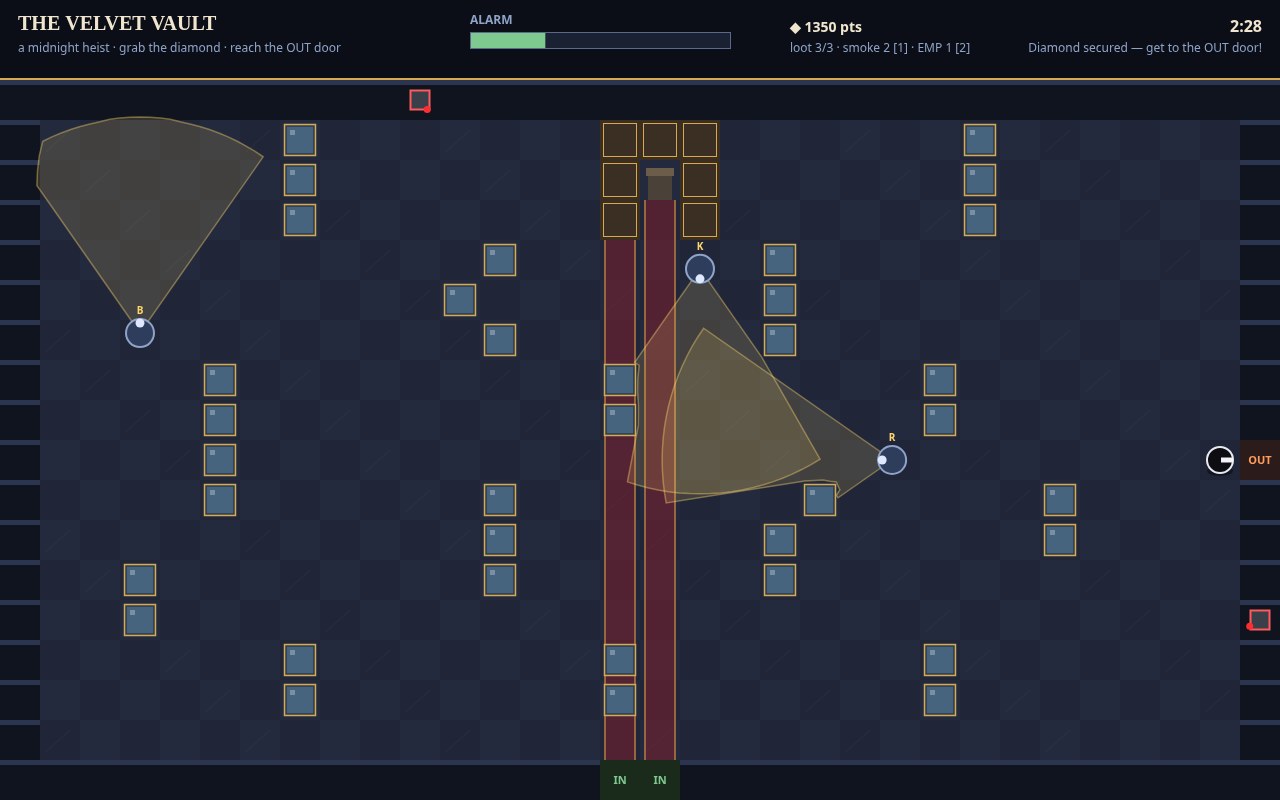 THE VELVET VAULT
a midnight heist · grab the diamond · reach the OUT door
ALARM
◆ 1350 pts
loot 3/3 · smoke 2 [1] · EMP 1 [2]
2:28
Diamond secured — get to the OUT door!
K
B
R
OUT
IN
IN